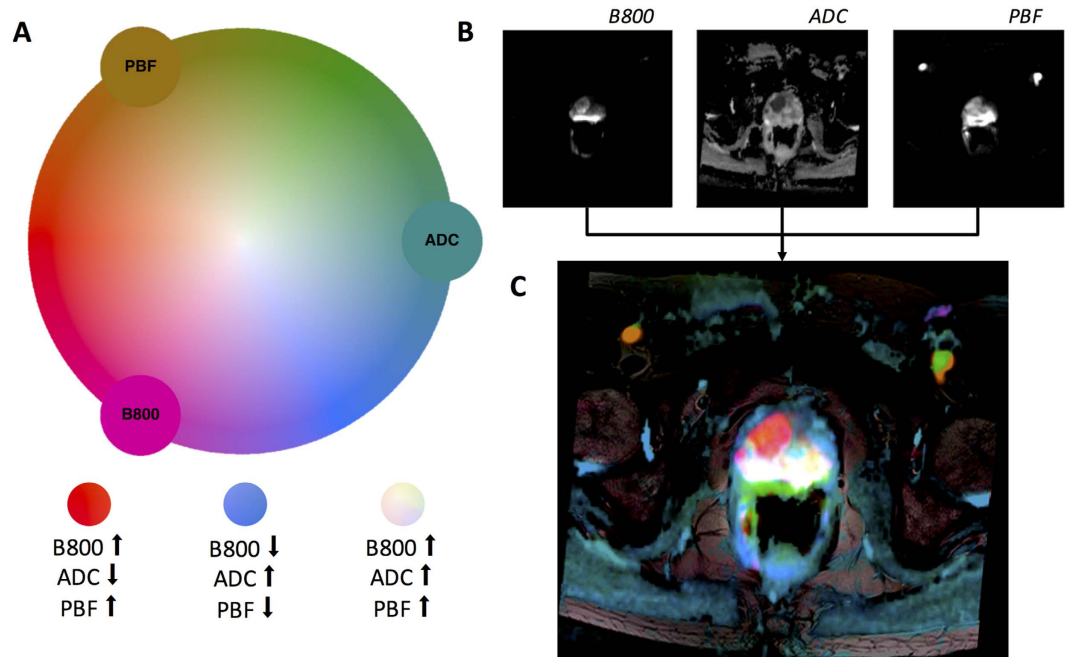 A
PBF
ADC
B800
B800 ⬆
ADC ⬇
PBF ⬆
B800 ⬇
ADC ⬆
PBF ⬇
B800 ⬆
ADC ⬆
PBF ⬆
B
B800
ADC
PBF
C